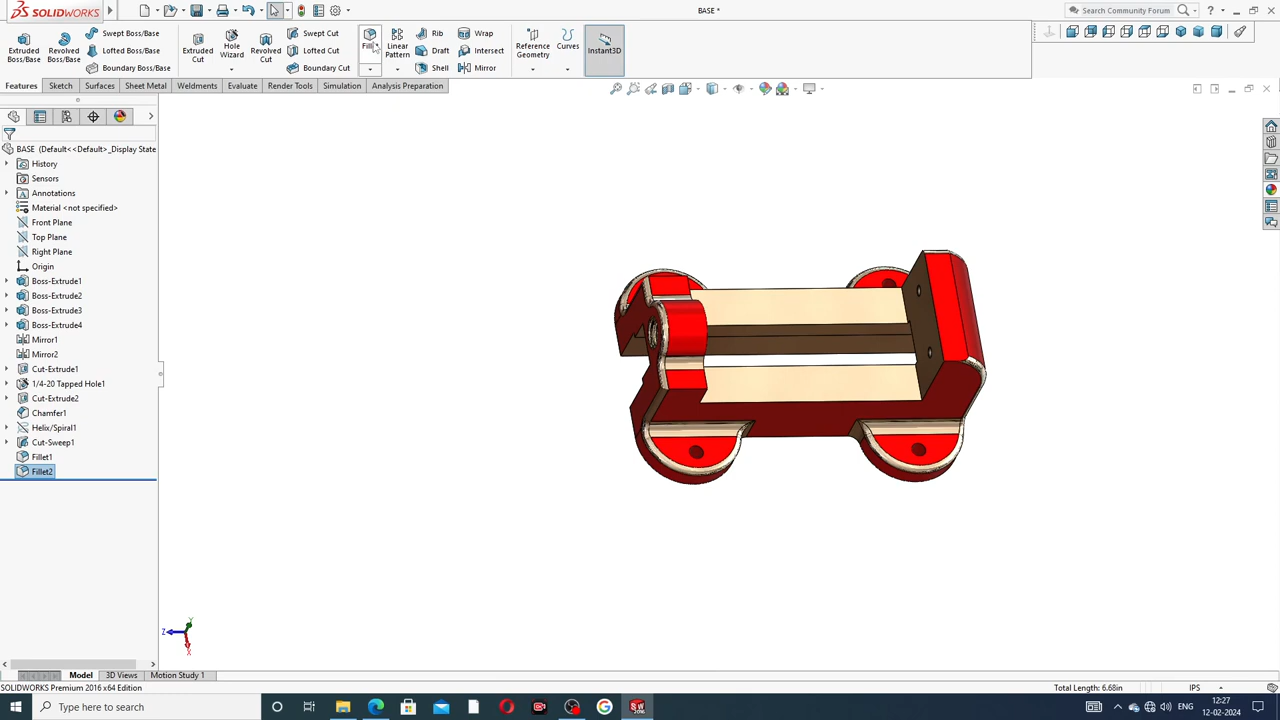 SOLIDWORKS
BASE *
Search Community Forum
Extruded Boss/Base
Revolved Boss/Base
Swept Boss/Base
Lofted Boss/Base
Boundary Boss/Base
Extruded Cut
Hole Wizard
Revolved Cut
Swept Cut
Lofted Cut
Boundary Cut
Linear Pattern
Rib
Draft
Shell
Wrap
Intersect
Mirror
Reference Geometry
Curves
Instant3D
Features
Sketch
Surfaces
Sheet Metal
Weldments
Evaluate
Render Tools
Simulation
Analysis Preparation
BASE (Default<<Default>_Display State
History
Sensors
Annotations
Material <not specified>
Front Plane
Top Plane
Right Plane
Origin
Boss-Extrude1
Boss-Extrude2
Boss-Extrude3
Boss-Extrude4
Mirror1
Mirror2
Cut-Extrude1
1/4-20 Tapped Hole1
Cut-Extrude2
Chamfer1
Helix/Spiral1
Cut-Sweep1
Fillet1
Fillet2
Y
Z
X
Model
3D Views
Motion Study 1
SOLIDWORKS Premium 2016 x64 Edition
Total Length: 6.68in
IPS
Type here to search
ENG
12:27
12-02-2024